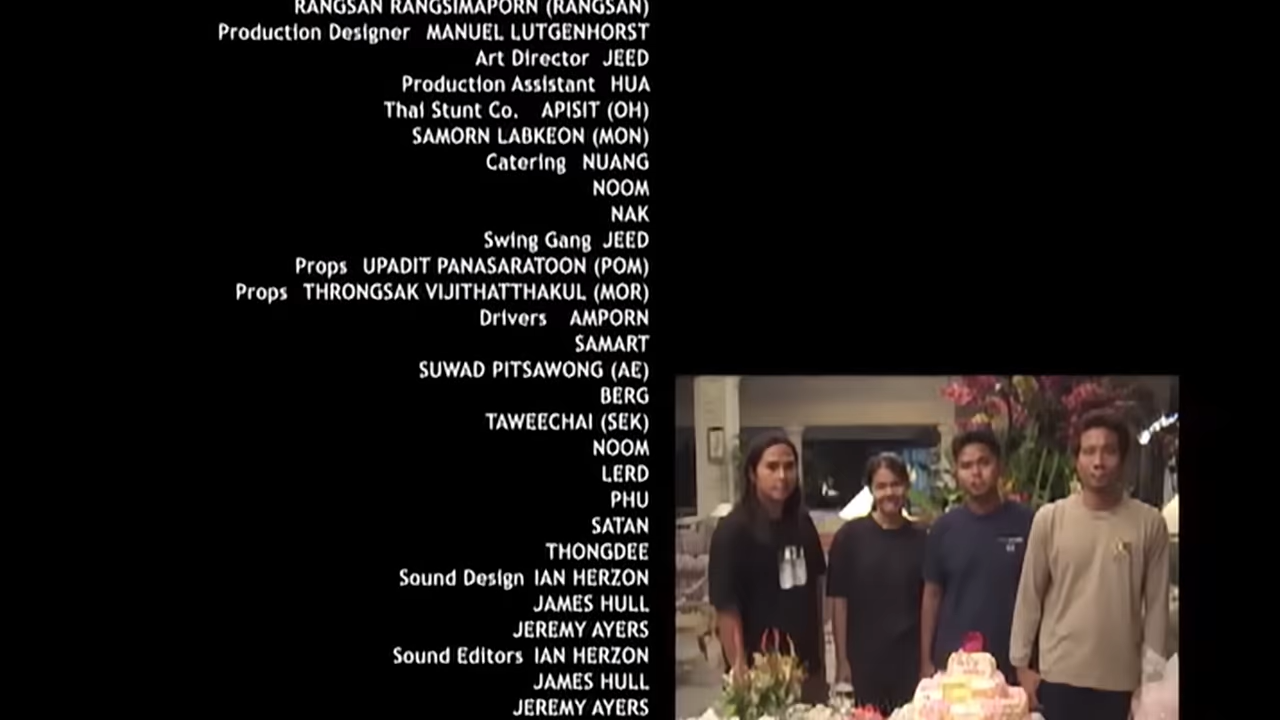 RANGSAN RANGSIMAPORN (RANGSAN)
Production Designer MANUEL LUTGENHORST
Art Director JEED
Production Assistant HUA
Thai Stunt Co. APISIT (OH)
SAMORN LABKEON (MON)
Catering NUANG
NOOM
NAK
Swing Gang JEED
Props UPADIT PANASARATOON (POM)
Props THRONGSAK VIJITHATTHAKUL (MOR)
Drivers AMPORN
SAMART
SUWAD PITSAWONG (AE)
BERG
TAWEECHAI (SEK)
NOOM
LERD
PHU
SATAN
THONGDEE
Sound Design IAN HERZON
JAMES HULL
JEREMY AYERS
Sound Editors IAN HERZON
JAMES HULL
JEREMY AYERS